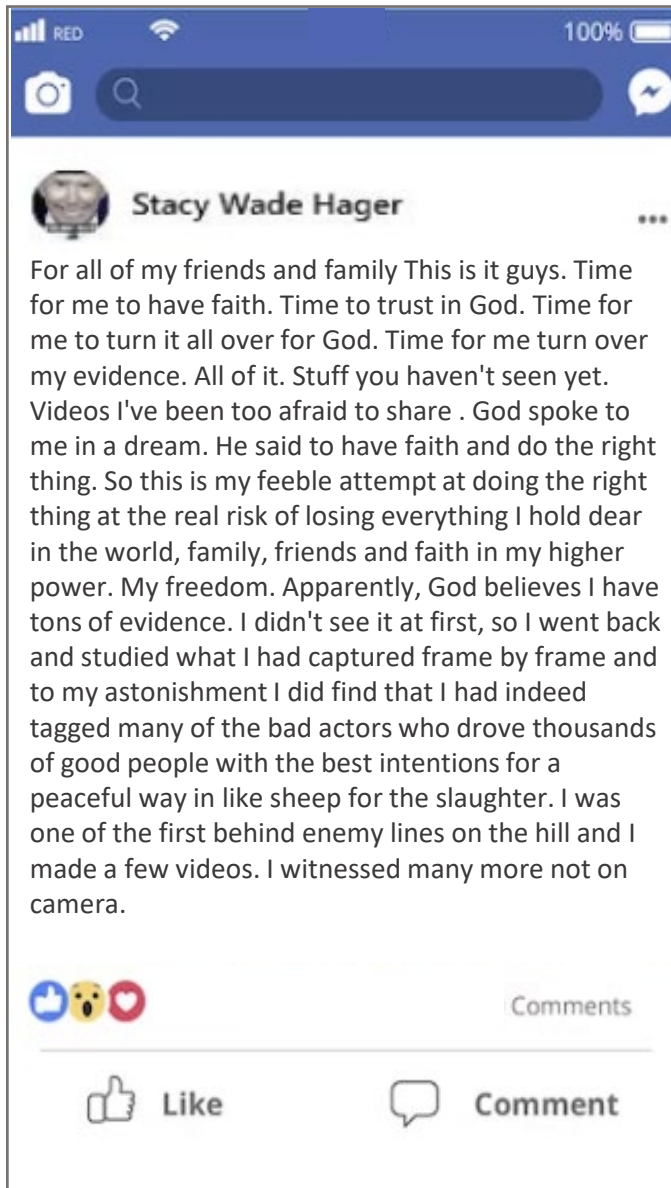 RED
100%
Stacy Wade Hager
...
For all of my friends and family This is it guys. Time
for me to have faith. Time to trust in God. Time for
me to turn it all over for God. Time for me turn over
my evidence. All of it. Stuff you haven't seen yet.
Videos I've been too afraid to share . God spoke to
me in a dream. He said to have faith and do the right
thing. So this is my feeble attempt at doing the right
thing at the real risk of losing everything I hold dear
in the world, family, friends and faith in my higher
power. My freedom. Apparently, God believes I have
tons of evidence. I didn't see it at first, so I went back
and studied what I had captured frame by frame and
to my astonishment I did find that I had indeed
tagged many of the bad actors who drove thousands
of good people with the best intentions for a
peaceful way in like sheep for the slaughter. I was
one of the first behind enemy lines on the hill and I
made a few videos. I witnessed many more not on
camera.
Comments
Like
Comment